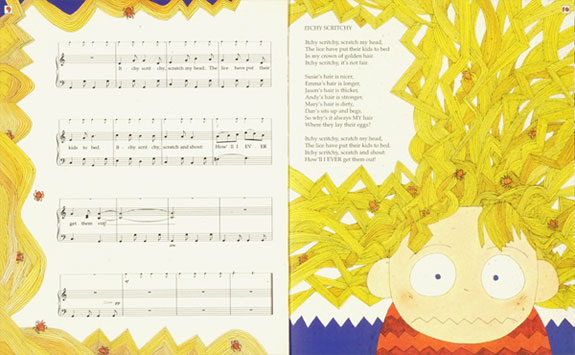 9
It - chy scrit - chy, scratch my head, The lice have put their
kids to bed. It - chy scrit - chy, scratch and shout How'll I EV - ER
get them out!
10
ITCHY SCRITCHY
Itchy scritchy, scratch my head,
The lice have put their kids to bed
In my crown of golden hair.
Itchy scritchy, it's not fair.
Susie's hair is nicer,
Emma's hair is longer,
Jason's hair is thicker,
Andy's hair is stronger,
Mary's hair is dirty,
Dan's sits up and begs,
So why's it always MY hair
Where they lay their eggs?
Itchy scritchy, scratch my head,
The lice have put their kids to bed.
Itchy scritchy, scratch and shout
How'll I EVER get them out!